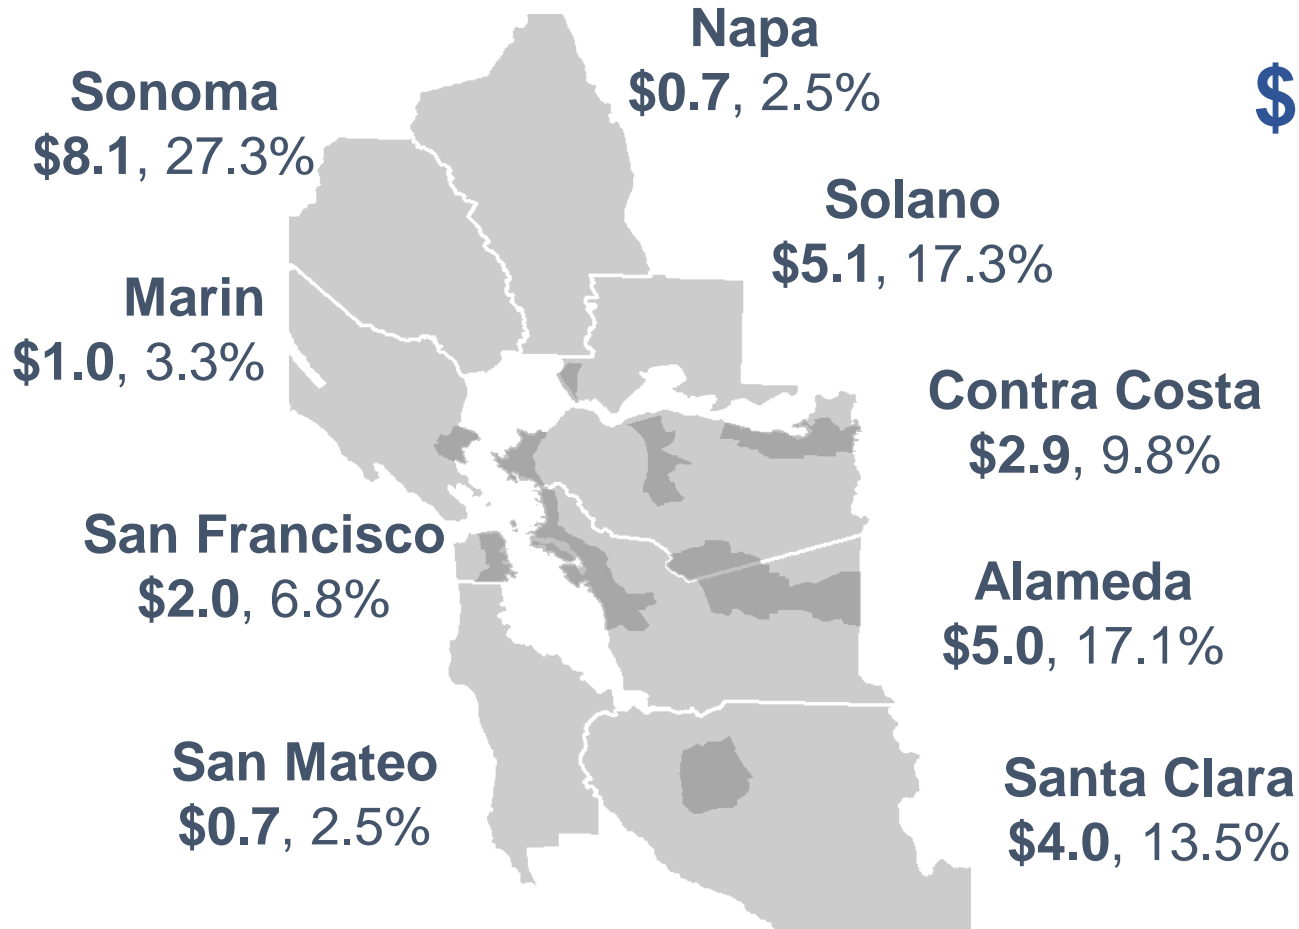 Napa
$0.7, 2.5%
$
Sonoma
$8.1, 27.3%
Solano
$5.1, 17.3%
Marin
$1.0, 3.3%
Contra Costa
$2.9, 9.8%
San Francisco
$2.0, 6.8%
Alameda
$5.0, 17.1%
San Mateo
$0.7, 2.5%
Santa Clara
$4.0, 13.5%